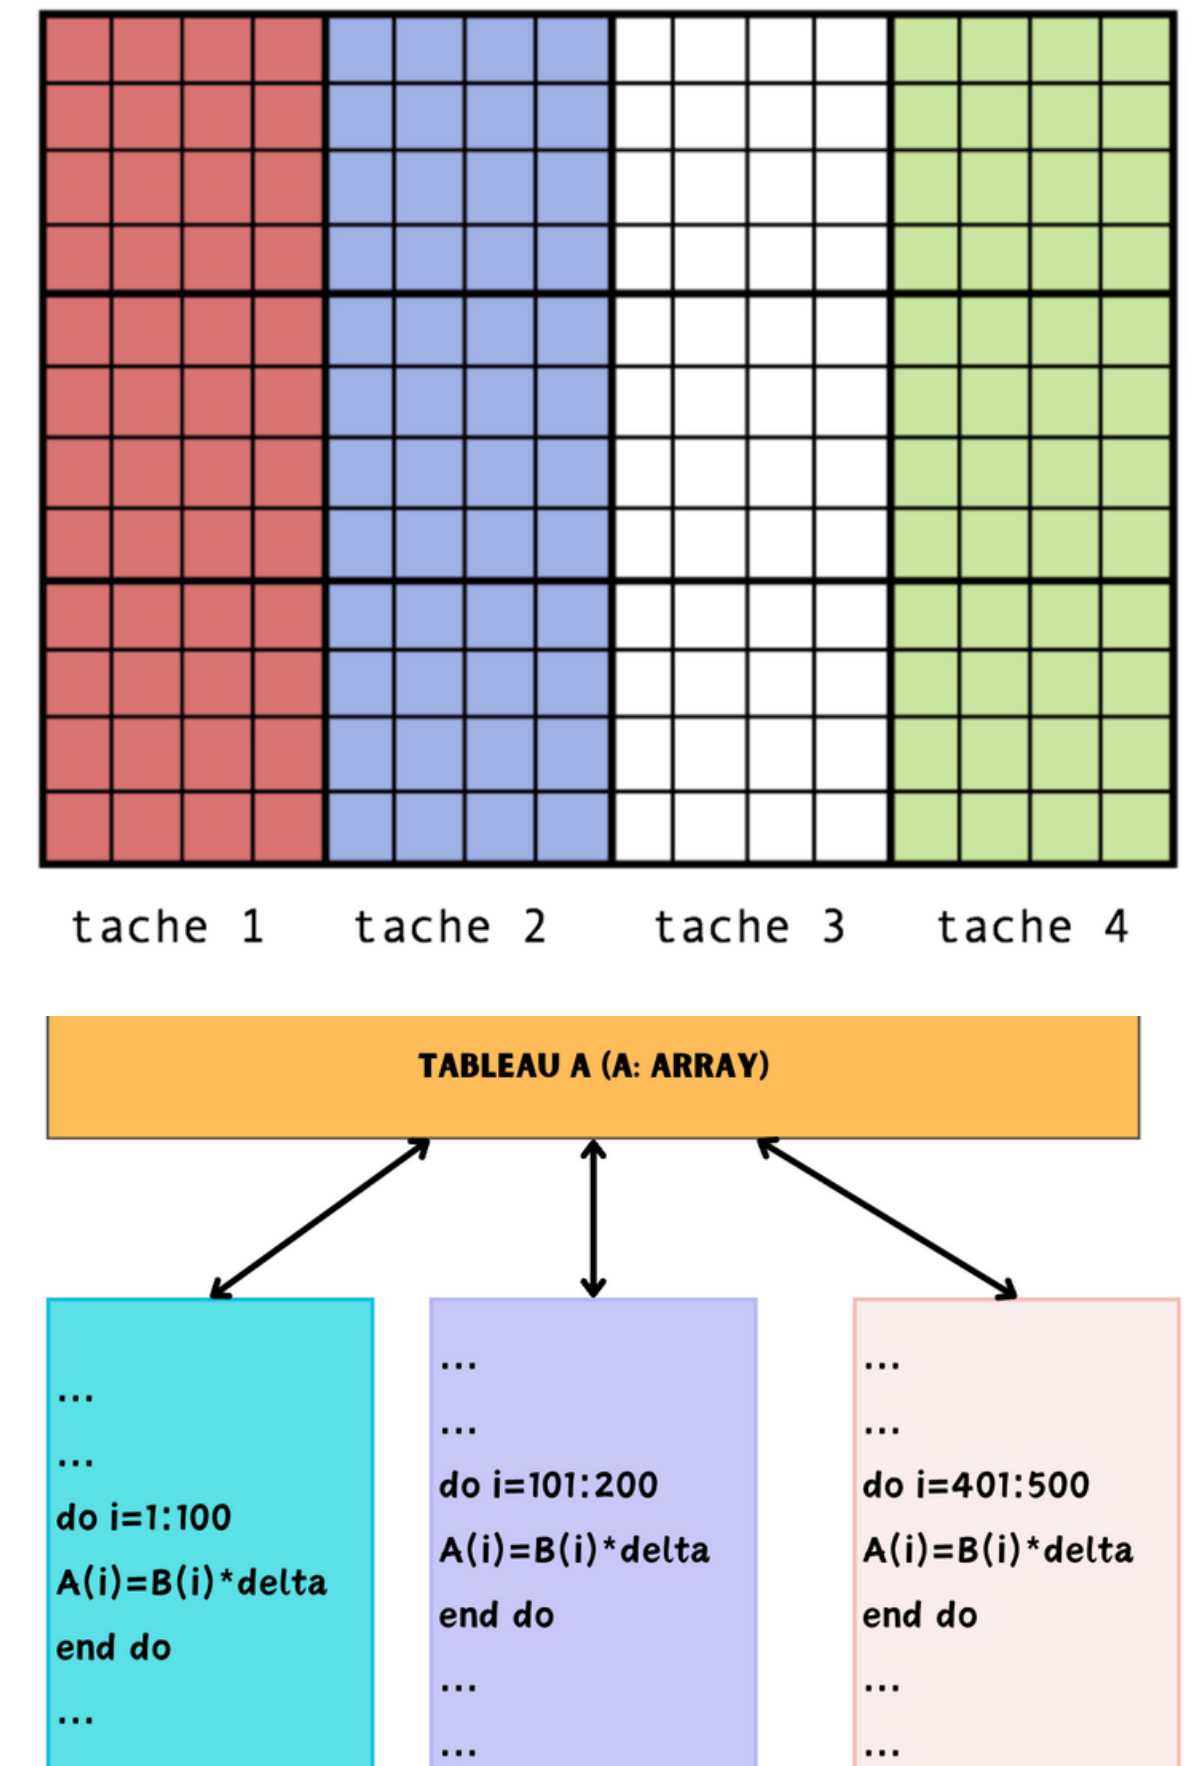 tache 1 tache 2 tache 3 tache 4
TABLEAU A (A: ARRAY)
...
...
do i=1:100
A(i)=B(i)*delta
end do
...
...
...
do i=101:200
A(i)=B(i)*delta
end do
...
...
...
...
do i=401:500
A(i)=B(i)*delta
end do
...
...